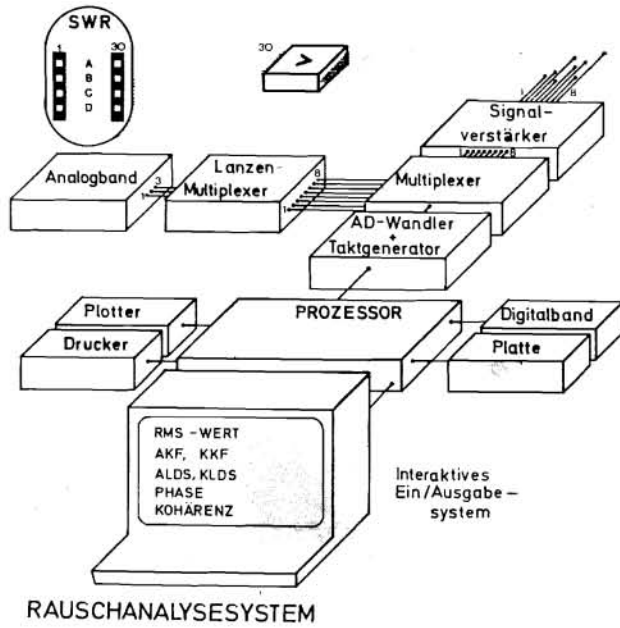 SWR
1 30
A
B
C
D
30
>
1 8
Signal-
verstärker
1 8
Analogband
3
1
Lanzen-
Multiplexer
8
1
Multiplexer
AD-Wandler
+
Taktgenerator
Plotter
Drucker
PROZESSOR
Digitalband
Platte
RMS-WERT
AKF, KKF
ALDS, KLDS
PHASE
KOHÄRENZ
Interaktives
Ein/Ausgabe-
system
RAUSCHANALYSESYSTEM